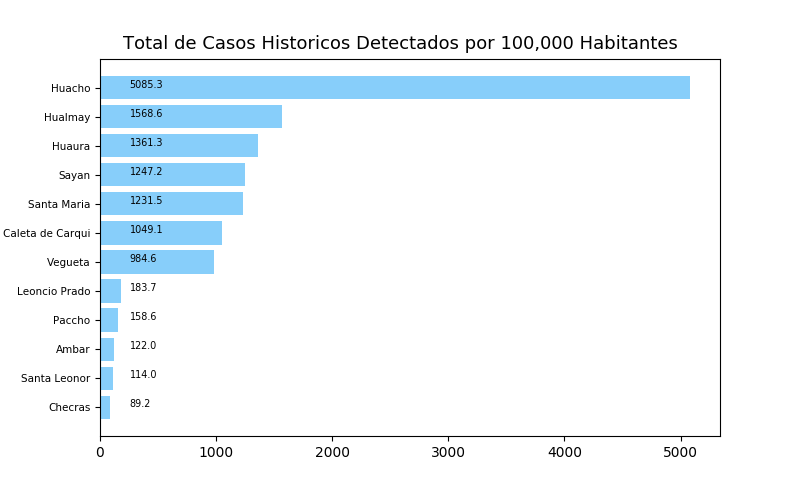 Total de Casos Historicos Detectados por 100,000 Habitantes
Huacho 5085.3
Hualmay 1568.6
Huaura 1361.3
Sayan 1247.2
Santa Maria 1231.5
Caleta de Carqui 1049.1
Vegueta 984.6
Leoncio Prado 183.7
Paccho 158.6
Ambar 122.0
Santa Leonor 114.0
Checras 89.2
0 1000 2000 3000 4000 5000